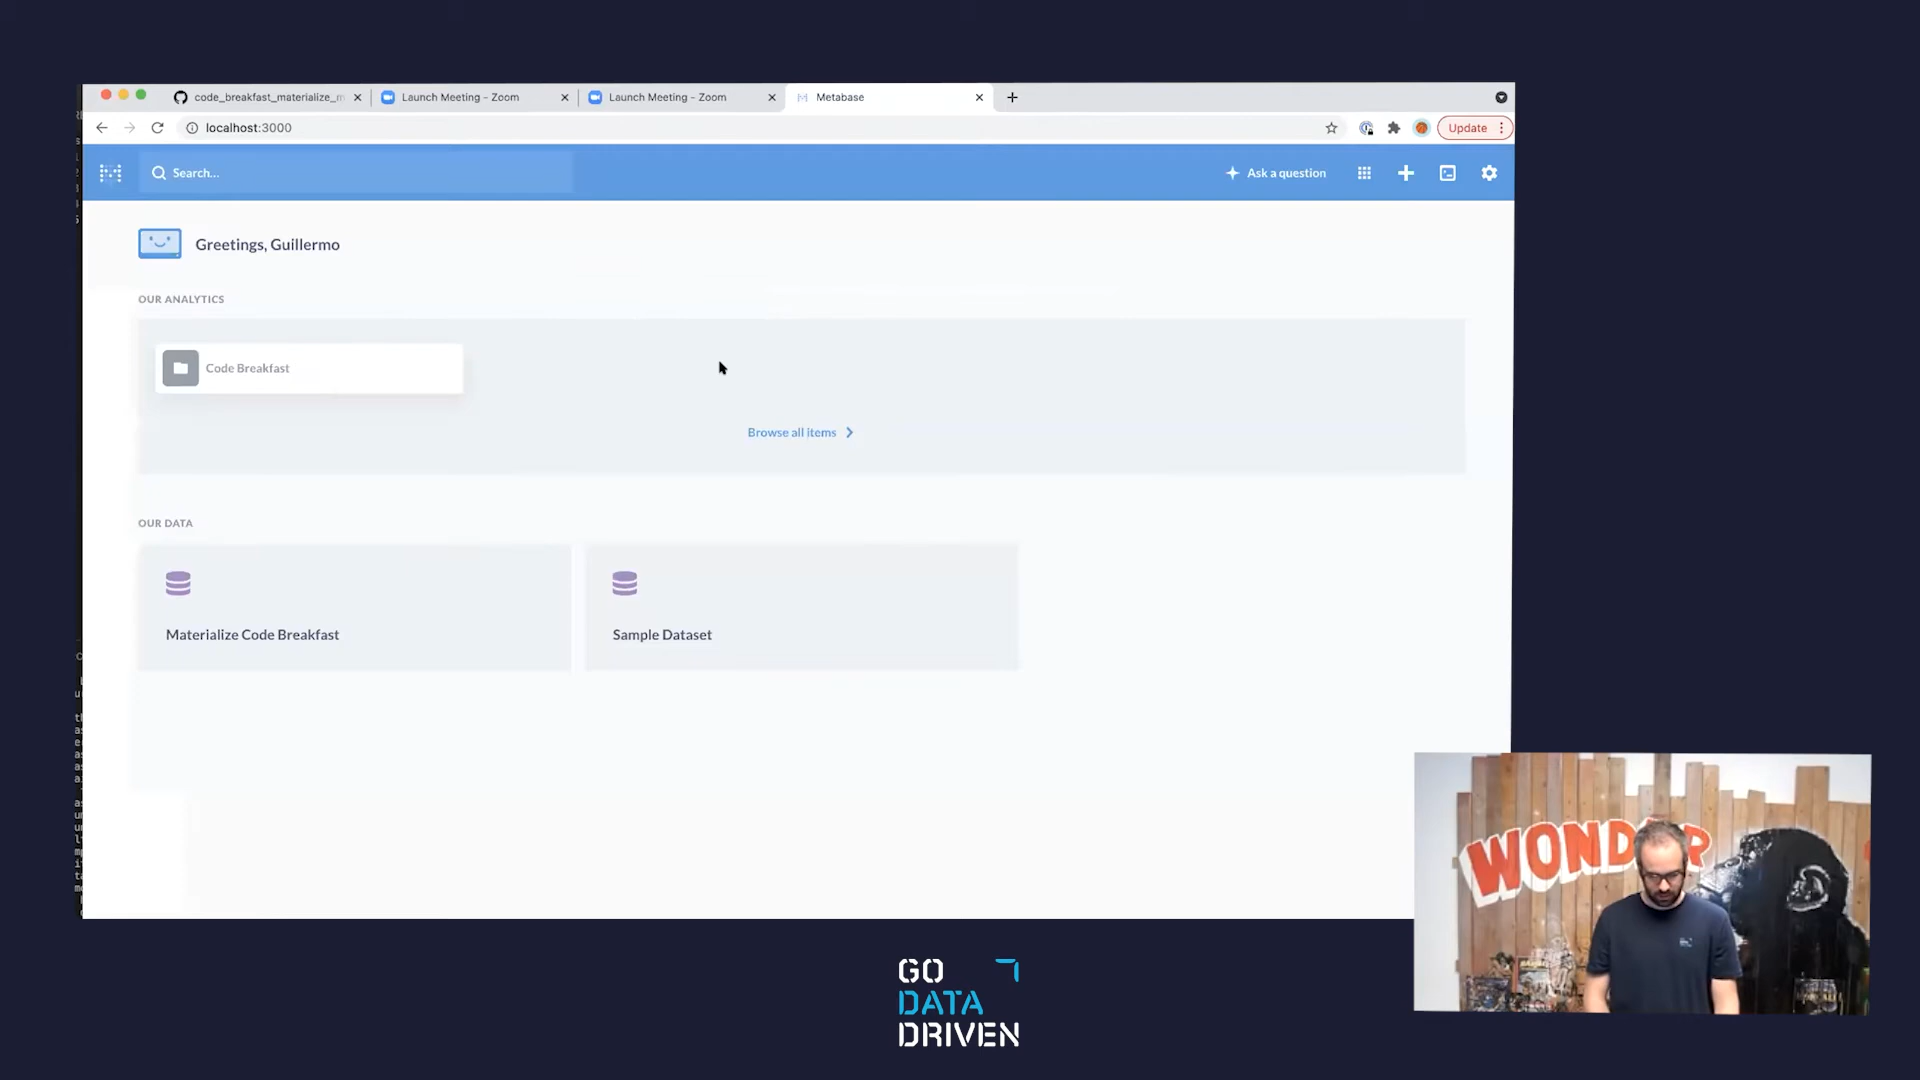 code_breakfast_materialize_m
Launch Meeting - Zoom
Launch Meeting - Zoom
Metabase
localhost:3000
Update
Search...
Ask a question
Greetings, Guillermo
OUR ANALYTICS
Code Breakfast
Browse all items
OUR DATA
Materialize Code Breakfast
Sample Dataset
WONDER
GO
DATA
DRIVEN